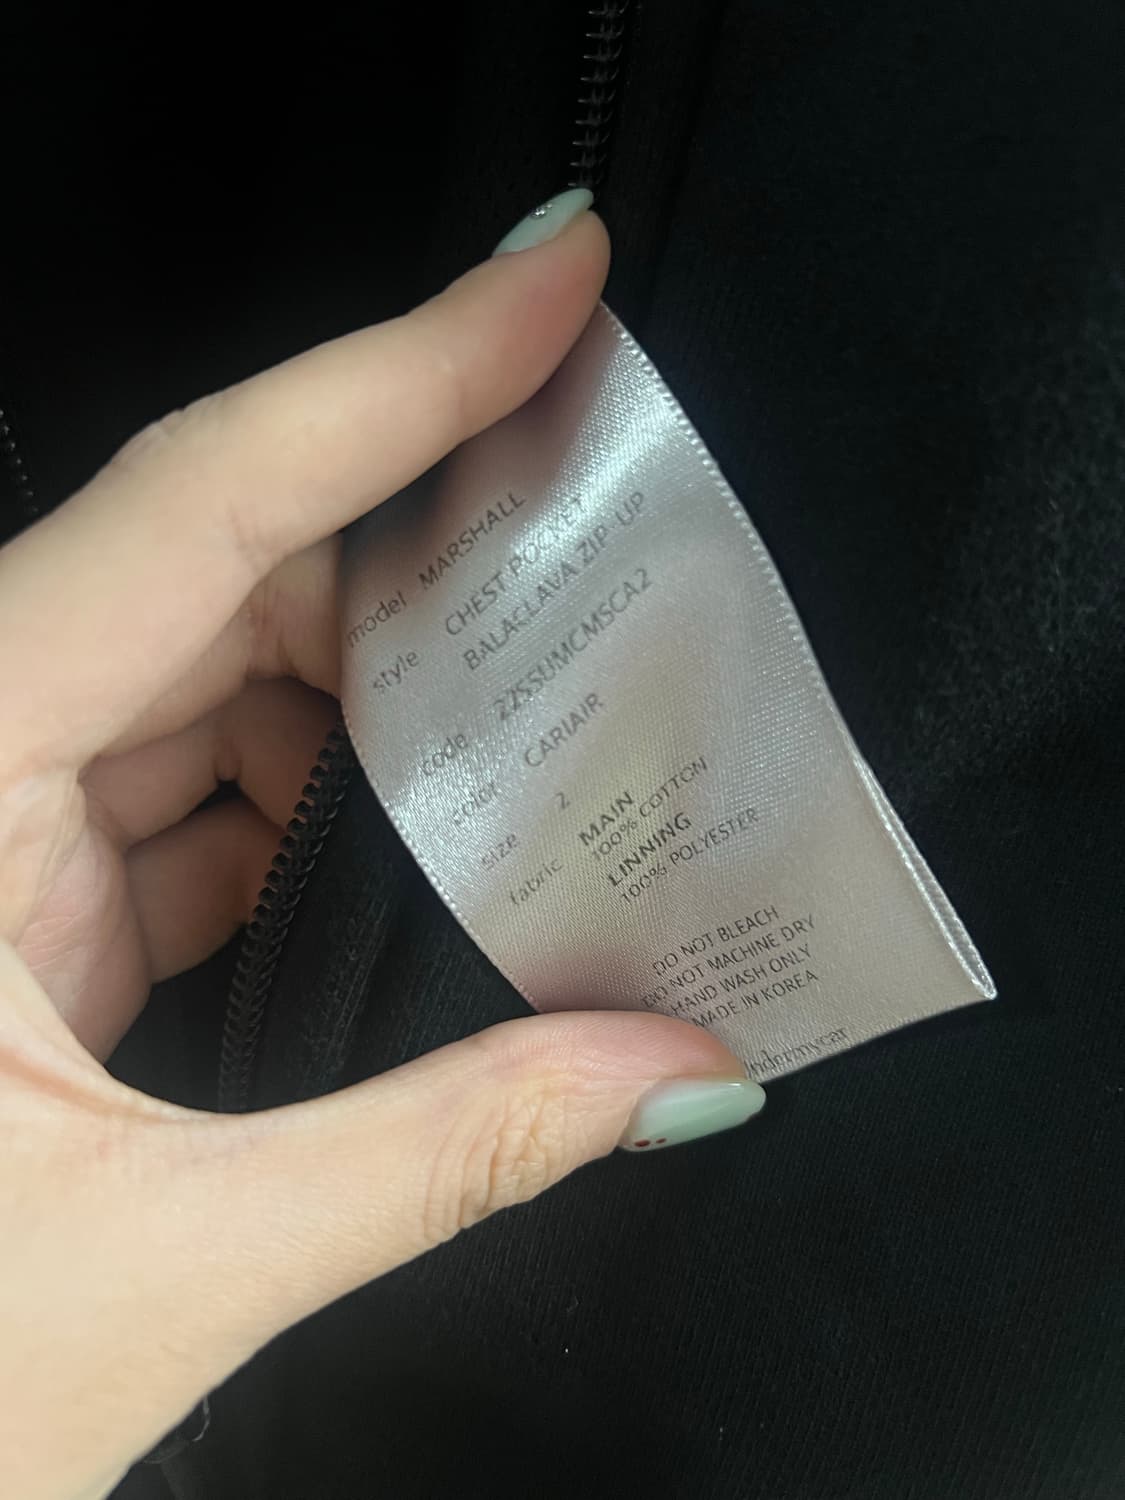 model MARSHALL
style CHEST POCKET
BALACLAVA ZIP-UP
code 22SSUMCMSCA2
color CARIAIR
size 2
fabric MAIN
100% COTTON
LINNING
100% POLYESTER
DO NOT BLEACH
DO NOT MACHINE DRY
HAND WASH ONLY
MADE IN KOREA
undermycar